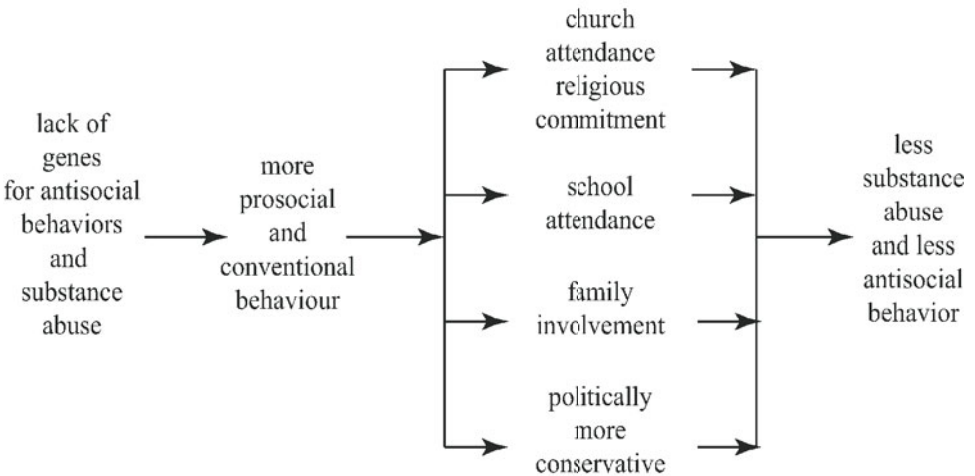 lack of
genes
for antisocial
behaviors
and
substance
abuse
more
prosocial
and
conventional
behaviour
church
attendance
religious
commitment
school
attendance
family
involvement
politically
more
conservative
less
substance
abuse
and less
antisocial
behavior